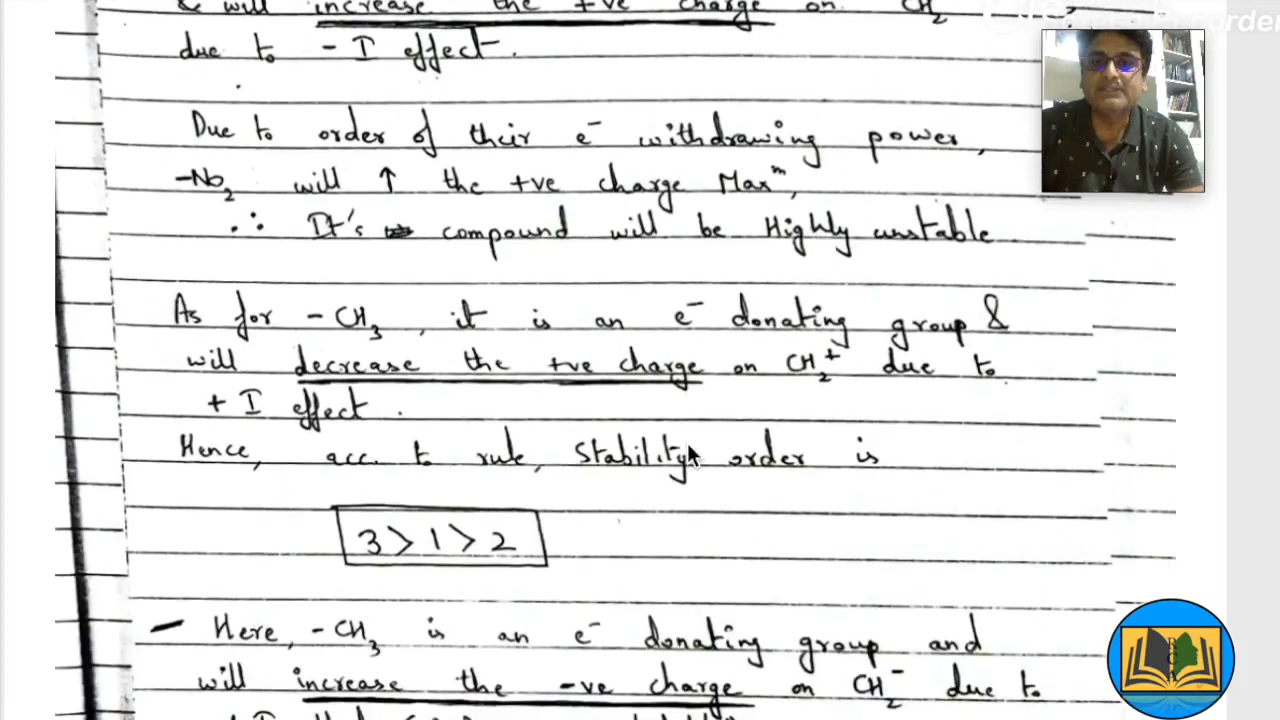 & will increase the +ve charge on CH2
due to - I effect.
Due to order of their e⁻ withdrawing power,
-No2 will ↑ the +ve charge Maxᵐ,
∴ It's compound will be Highly unstable
As for - CH3, it is an e⁻ donating group &
will decrease the +ve charge on CH2⁺ due to
+ I effect.
Hence, acc. to rule, Stability order is
3 > 1 > 2
- Here, -CH3 is an e⁻ donating group and
will increase the -ve charge on CH2⁻ due to